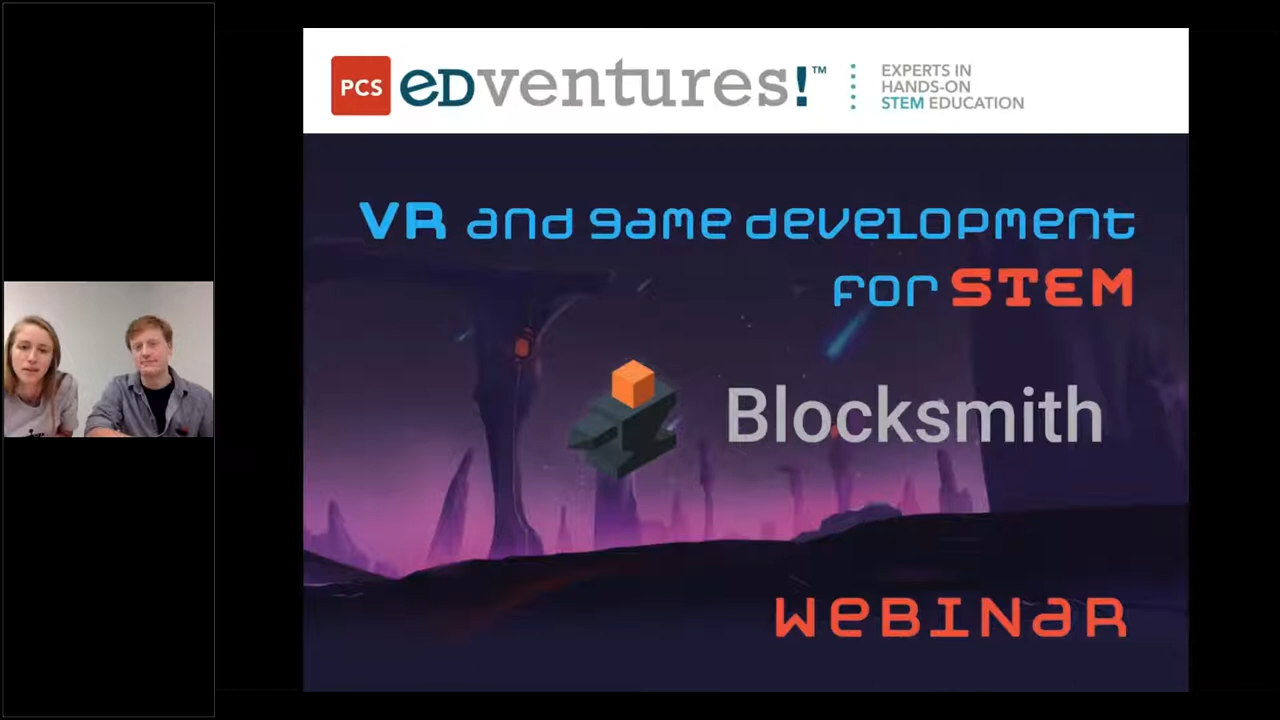 PCS edventures!™
EXPERTS IN
HANDS-ON
STEM EDUCATION
VR and game development
for STEM
Blocksmith
WEBINAR